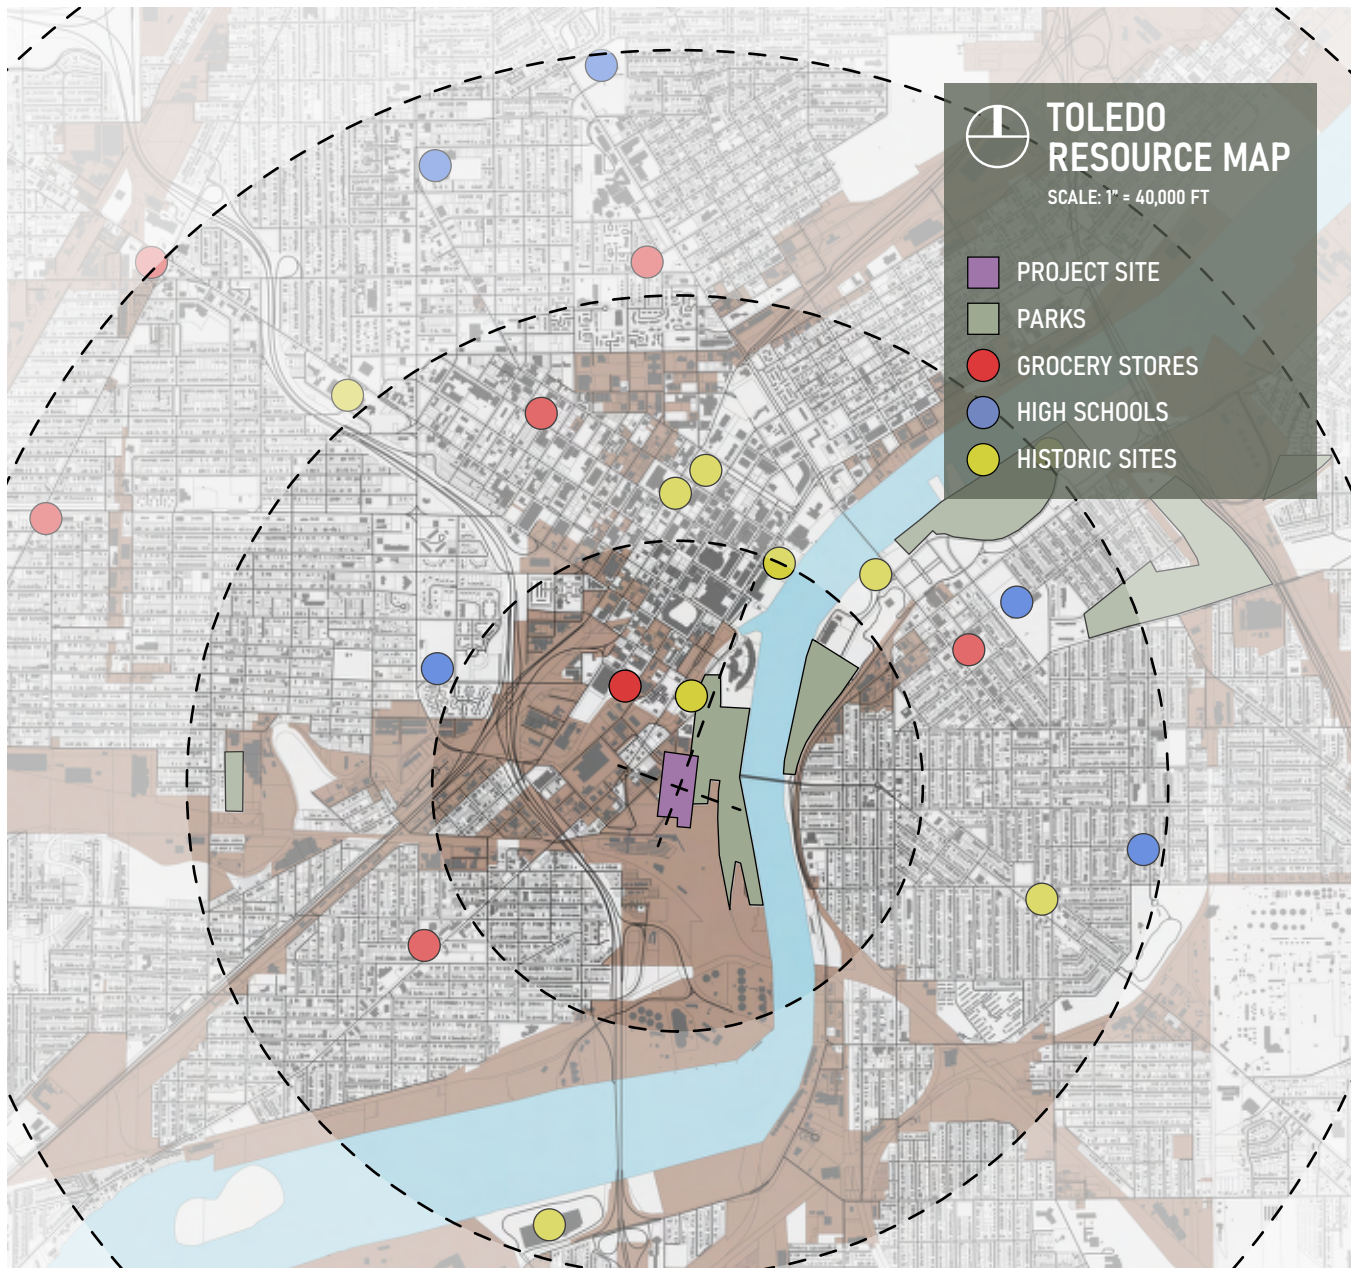 TOLEDO
RESOURCE MAP
SCALE: 1" = 40,000 FT
PROJECT SITE
PARKS
GROCERY STORES
HIGH SCHOOLS
HISTORIC SITES